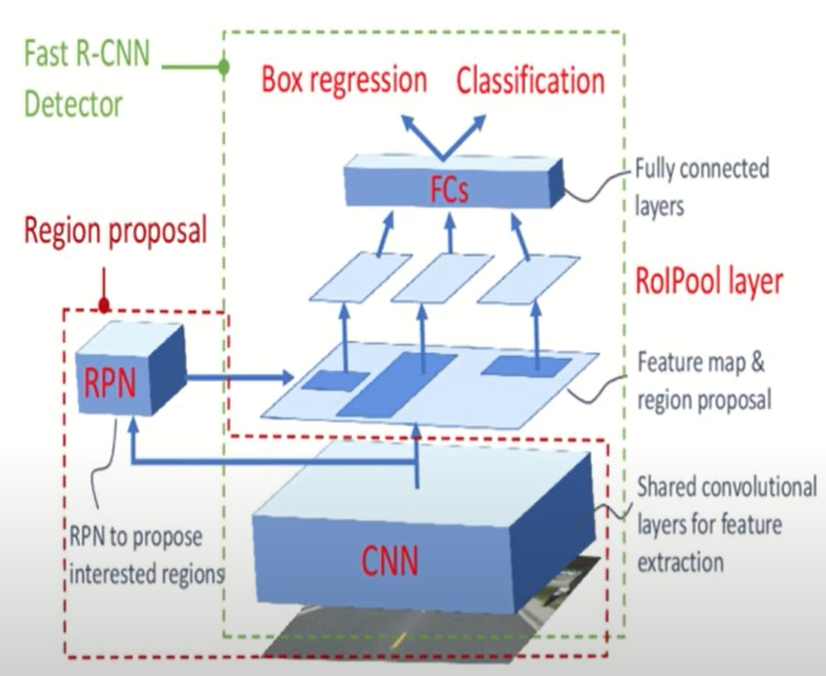 Fast R-CNN
Detector
Box regression
Classification
FCs
Fully connected
layers
Region proposal
RoIPool layer
RPN
Feature map &
region proposal
RPN to propose
interested regions
CNN
Shared convolutional
layers for feature
extraction